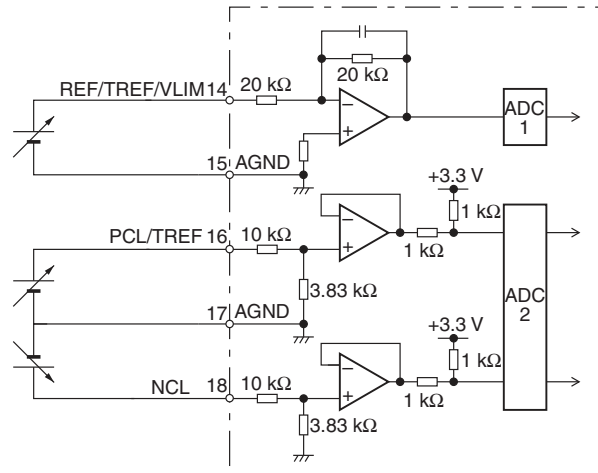 REF/TREF/VLIM 14
20 kΩ
20 kΩ
ADC
1
15 AGND
+3.3 V
1 kΩ
PCL/TREF 16
10 kΩ
1 kΩ
3.83 kΩ
ADC
2
17 AGND
+3.3 V
1 kΩ
NCL 18
10 kΩ
1 kΩ
3.83 kΩ